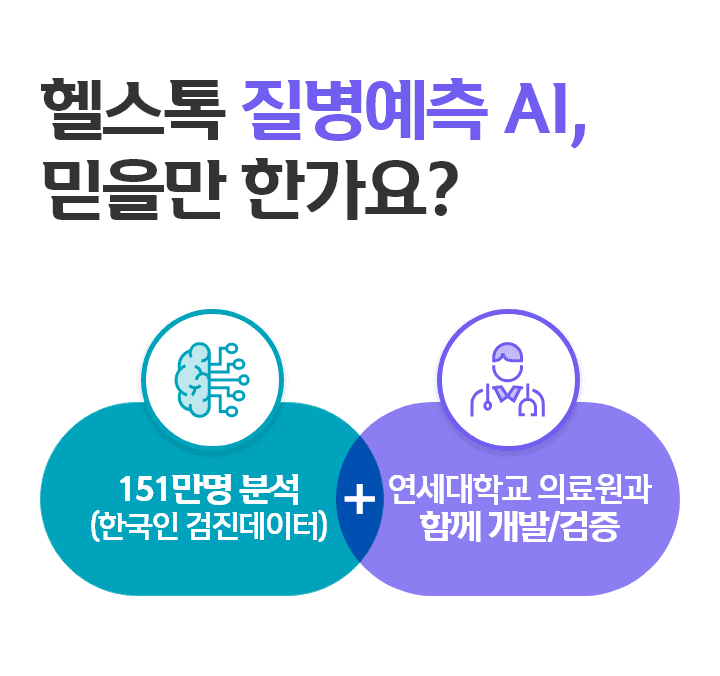 헬스톡 질병예측 AI,
믿을만 한가요?
151만명 분석
(한국인 검진데이터)
+
연세대학교 의료원과
함께 개발/검증